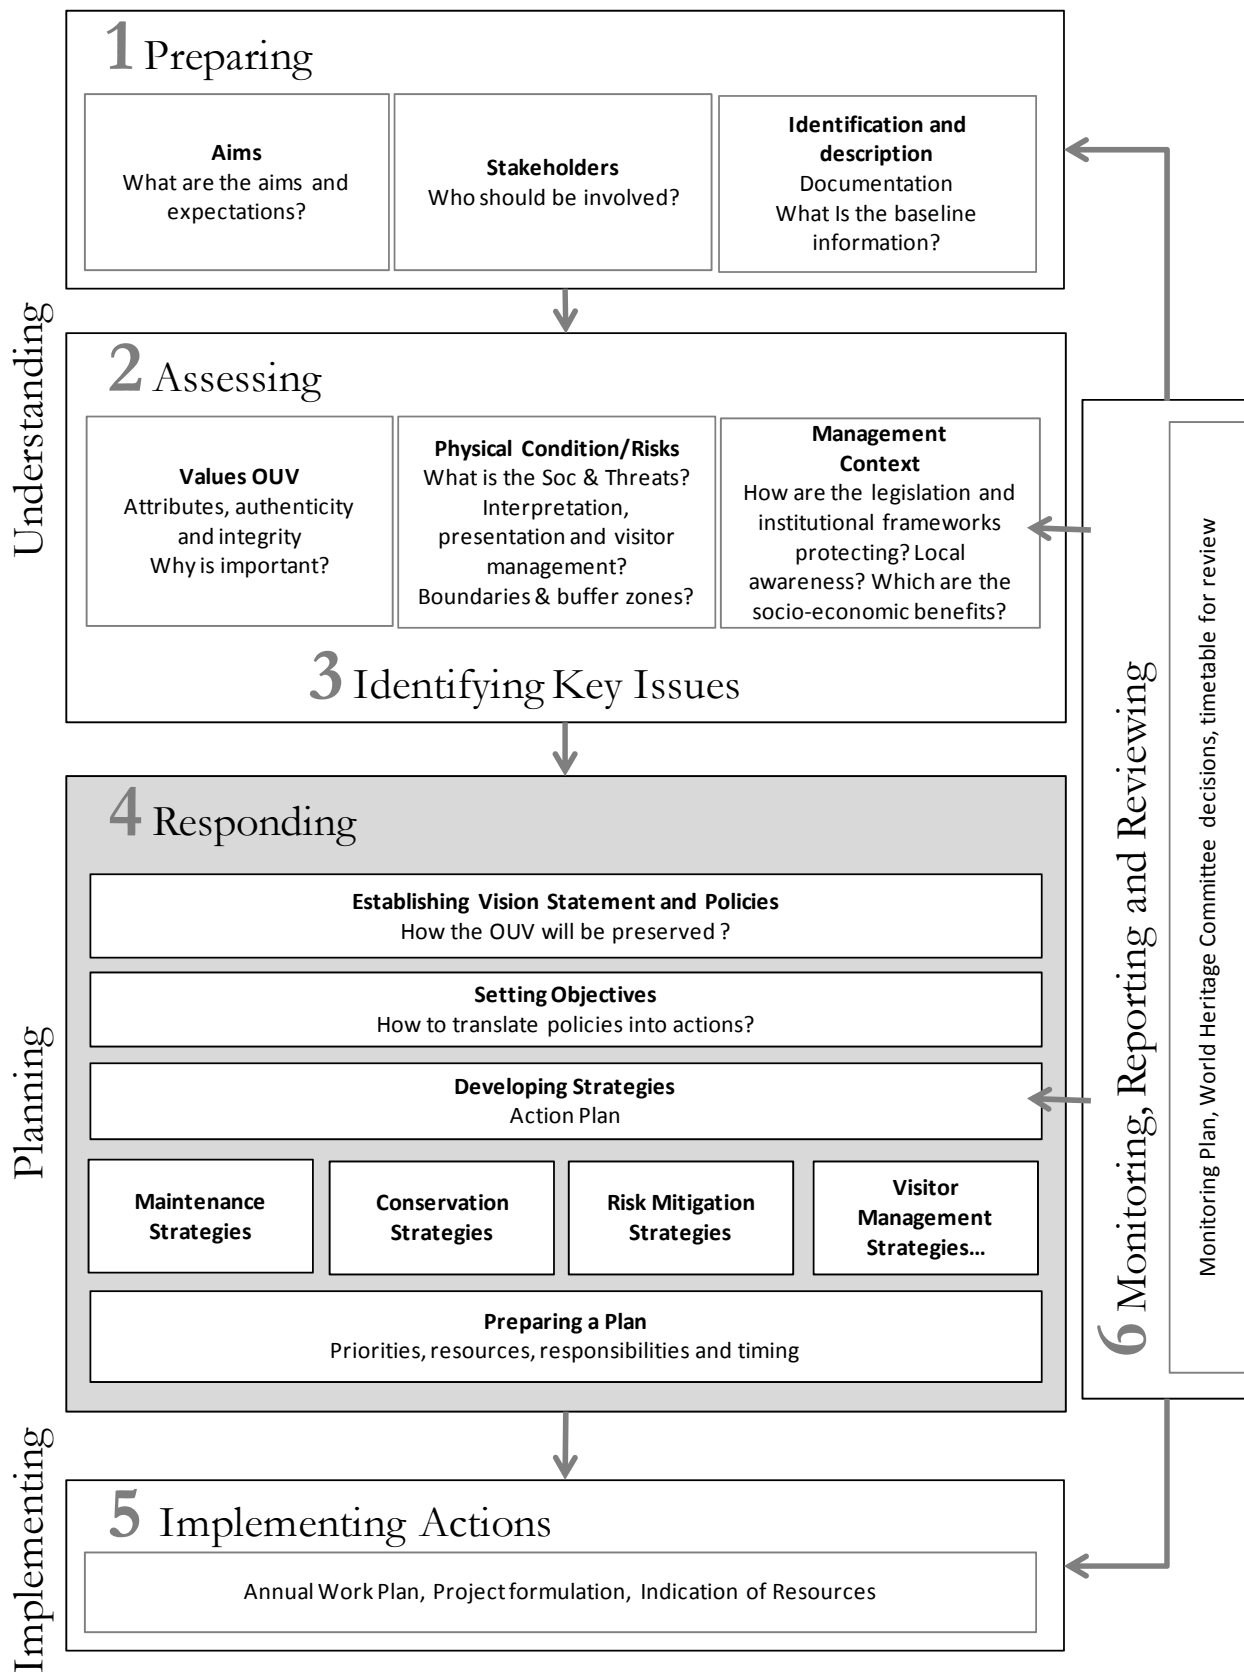 1 Preparing
Aims
What are the aims and
expectations?
Stakeholders
Who should be involved?
Identification and
description
Documentation
What Is the baseline
information?
Understanding
2 Assessing
Values OUV
Attributes, authenticity
and integrity
Why is important?
Physical Condition/Risks
What is the Soc & Threats?
Interpretation,
presentation and visitor
management?
Boundaries & buffer zones?
Management
Context
How are the legislation and
institutional frameworks
protecting? Local
awareness? Which are the
socio-economic benefits?
3 Identifying Key Issues
Planning
4 Responding
Establishing Vision Statement and Policies
How the OUV will be preserved ?
Setting Objectives
How to translate policies into actions?
Developing Strategies
Action Plan
Maintenance
Strategies
Conservation
Strategies
Risk Mitigation
Strategies
Visitor
Management
Strategies...
Preparing a Plan
Priorities, resources, responsibilities and timing
Implementing
5 Implementing Actions
Annual Work Plan, Project formulation, Indication of Resources
6 Monitoring, Reporting and Reviewing
Monitoring Plan, World Heritage Committee decisions, timetable for review